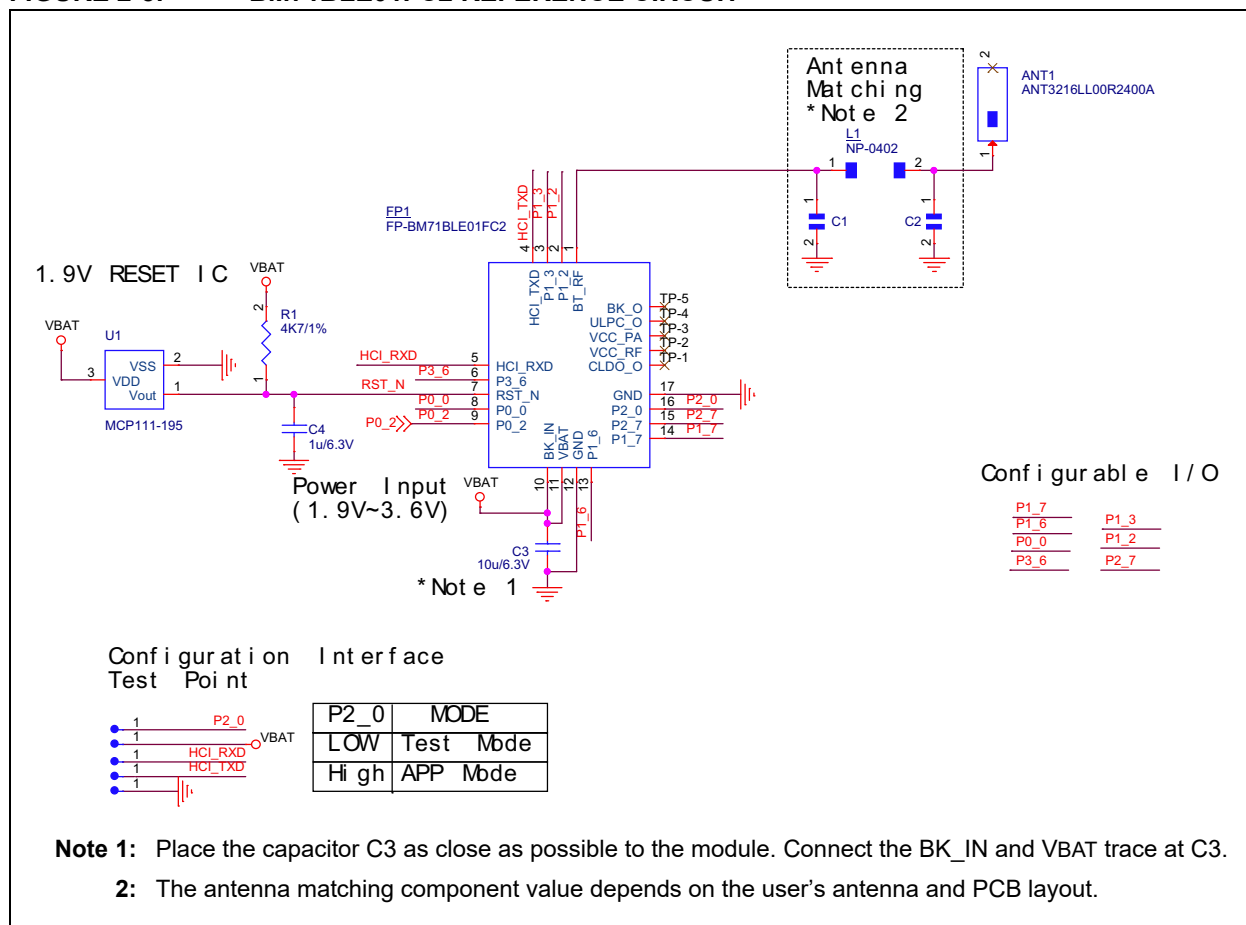 Antenna
Matching
*Note 2
L1
NP-0402
1
2
2
ANT1
ANT3216LL00R2400A
1
1
C1
2
1
C2
2
FP1
FP-BM71BLE01FC2
HCI_TXD
P1_3
P1_2
4
3
2
1
HCI_TXD
P1_3
P1_2
BT_RF
BK_O
ULPC_O
VCC_PA
VCC_RF
CLDO_O
TP-5
TP-4
TP-3
TP-2
TP-1
1.9V RESET IC
VBAT
VBAT
U1
3
VDD
VSS
2
Vout
1
MCP111-195
2
R1
4K7/1%
1
C4
1u/6.3V
HCI_RXD
5
HCI_RXD
P3_6
6
P3_6
RST_N
7
RST_N
P0_0
8
P0_0
P0_2
P0_2
9
P0_2
GND
17
P2_0
16
P2_0
P2_7
15
P2_7
P1_7
14
P1_7
BK_IN
VBAT
GND
P1_6
10
11
12
13
P1_6
Power Input
(1.9V~3.6V)
VBAT
C3
10u/6.3V
*Note 1
Configurable I/O
P1_7
P1_6
P0_0
P3_6
P1_3
P1_2
P2_7
Configuration Interface
Test Point
1
P2_0
1
VBAT
1
HCI_RXD
1
HCI_TXD
1
P2_0 MODE
LOW Test Mode
High APP Mode
Note 1: Place the capacitor C3 as close as possible to the module. Connect the BK_IN and VBAT trace at C3.
2: The antenna matching component value depends on the user's antenna and PCB layout.